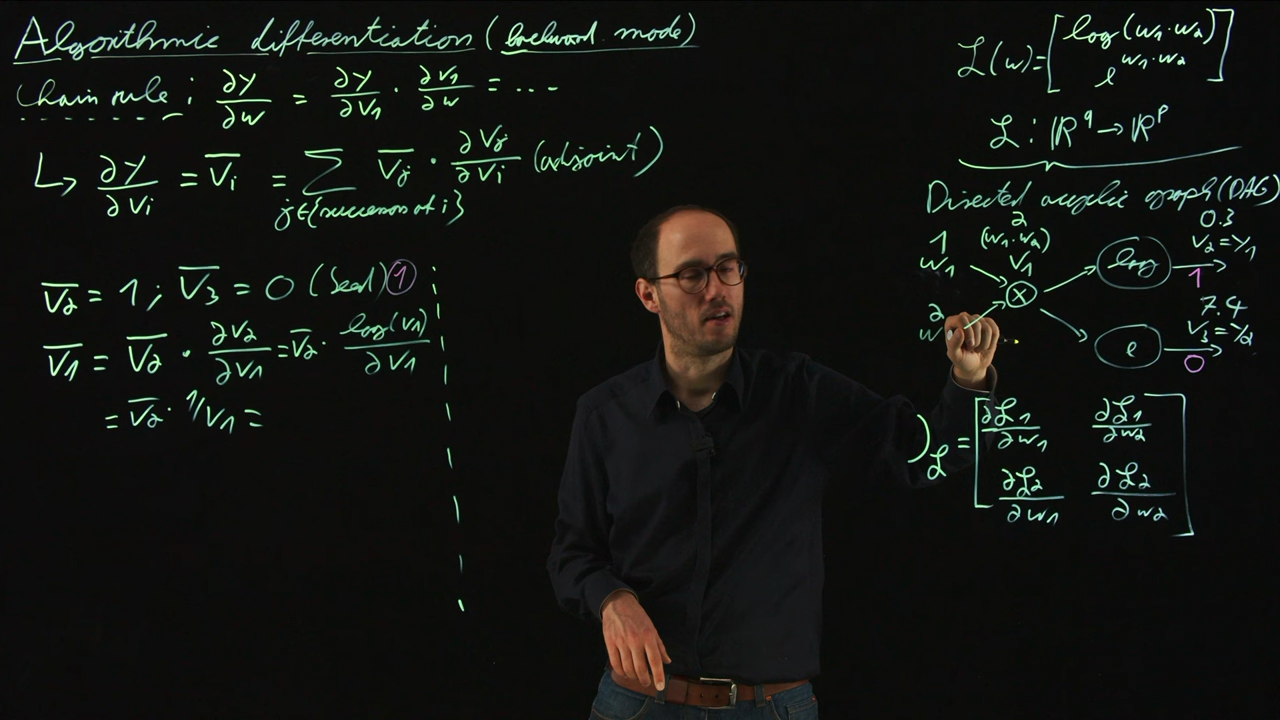 Algorithmic differentiation (backward mode)
Chain rule: ∂y/∂w = ∂y/∂v₁ · ∂v₁/∂w = ...
↳ ∂y/∂vᵢ = v̅ᵢ = Σ v̅ⱼ · ∂vⱼ/∂vᵢ (adjoint)
j∈{successors of i}
v̅₂ = 1; v̅₃ = 0 (Seed) 1
v̅₁ = v̅₂ · ∂v₂/∂v₁ = v̅₂ · log(v₁)/∂v₁
= v̅₂ · 1/v₁ =
ℒ(w) = [log(w₁·w₂)
e^w₁·w₂]
ℒ: ℝ^q → ℝ^p
Directed acyclic graph (DAG)
2 0.3
1 (w₁·w₂) v₂=y₁
w₁ v₁ log
x 1
2 7.4
w v₃=y₂
e
0
J_ℒ = [∂ℒ₁/∂w₁ ∂ℒ₁/∂w₂
∂ℒ₂/∂w₁ ∂ℒ₂/∂w₂]